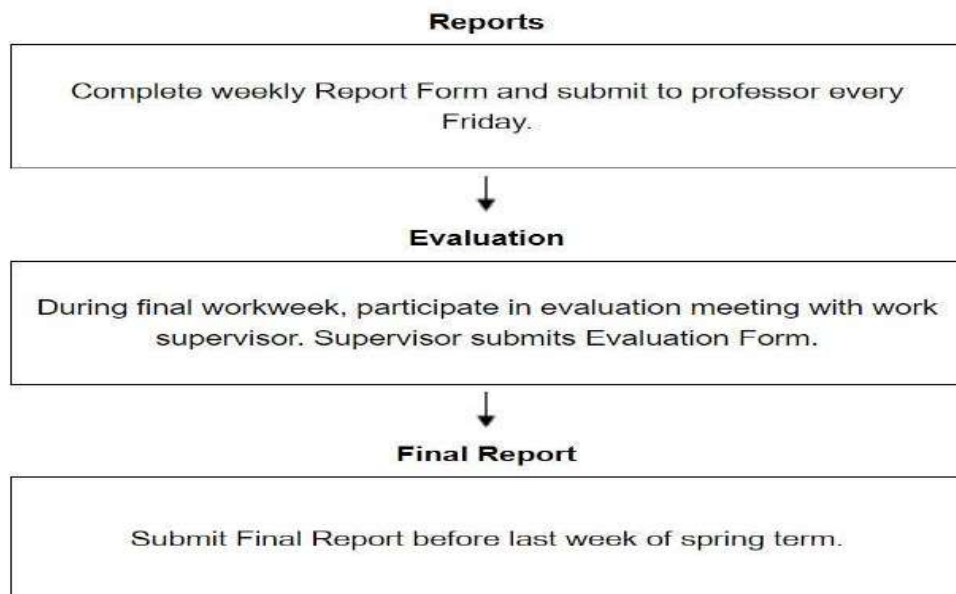 Reports
Complete weekly Report Form and submit to professor every
Friday.
Evaluation
During final workweek, participate in evaluation meeting with work
supervisor. Supervisor submits Evaluation Form.
Final Report
Submit Final Report before last week of spring term.